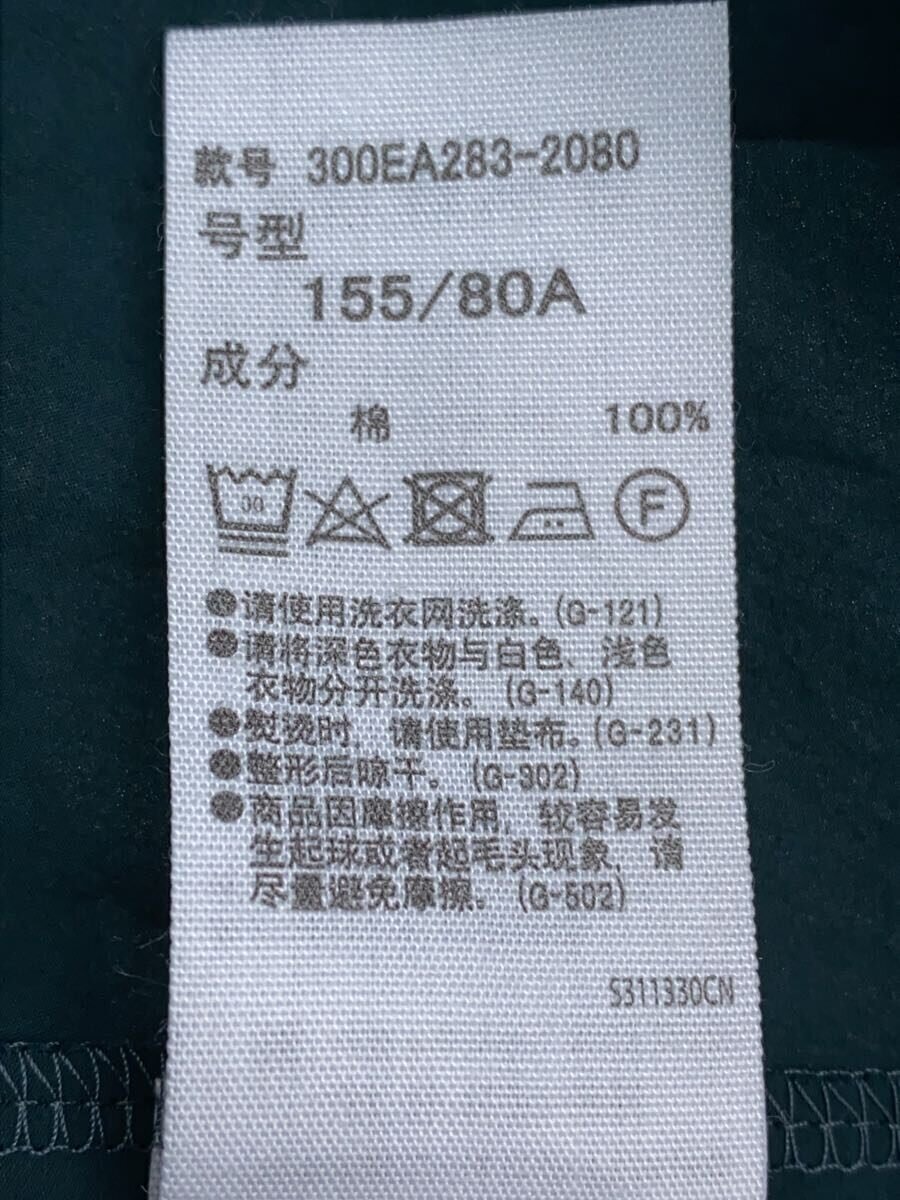 款号 300EA283-2080
号型
155/80A
成分
棉 100%
30 F
●请使用洗衣网洗涤。(G-121)
●请将深色衣物与白色、浅色
衣物分开洗涤。(G-140)
●熨烫时，请使用垫布。(G-231)
●整形后晾干。(G-302)
●商品因摩擦作用，较容易发
生起球或者起毛头现象，请
尽量避免摩擦。(G-502)
S311330CN